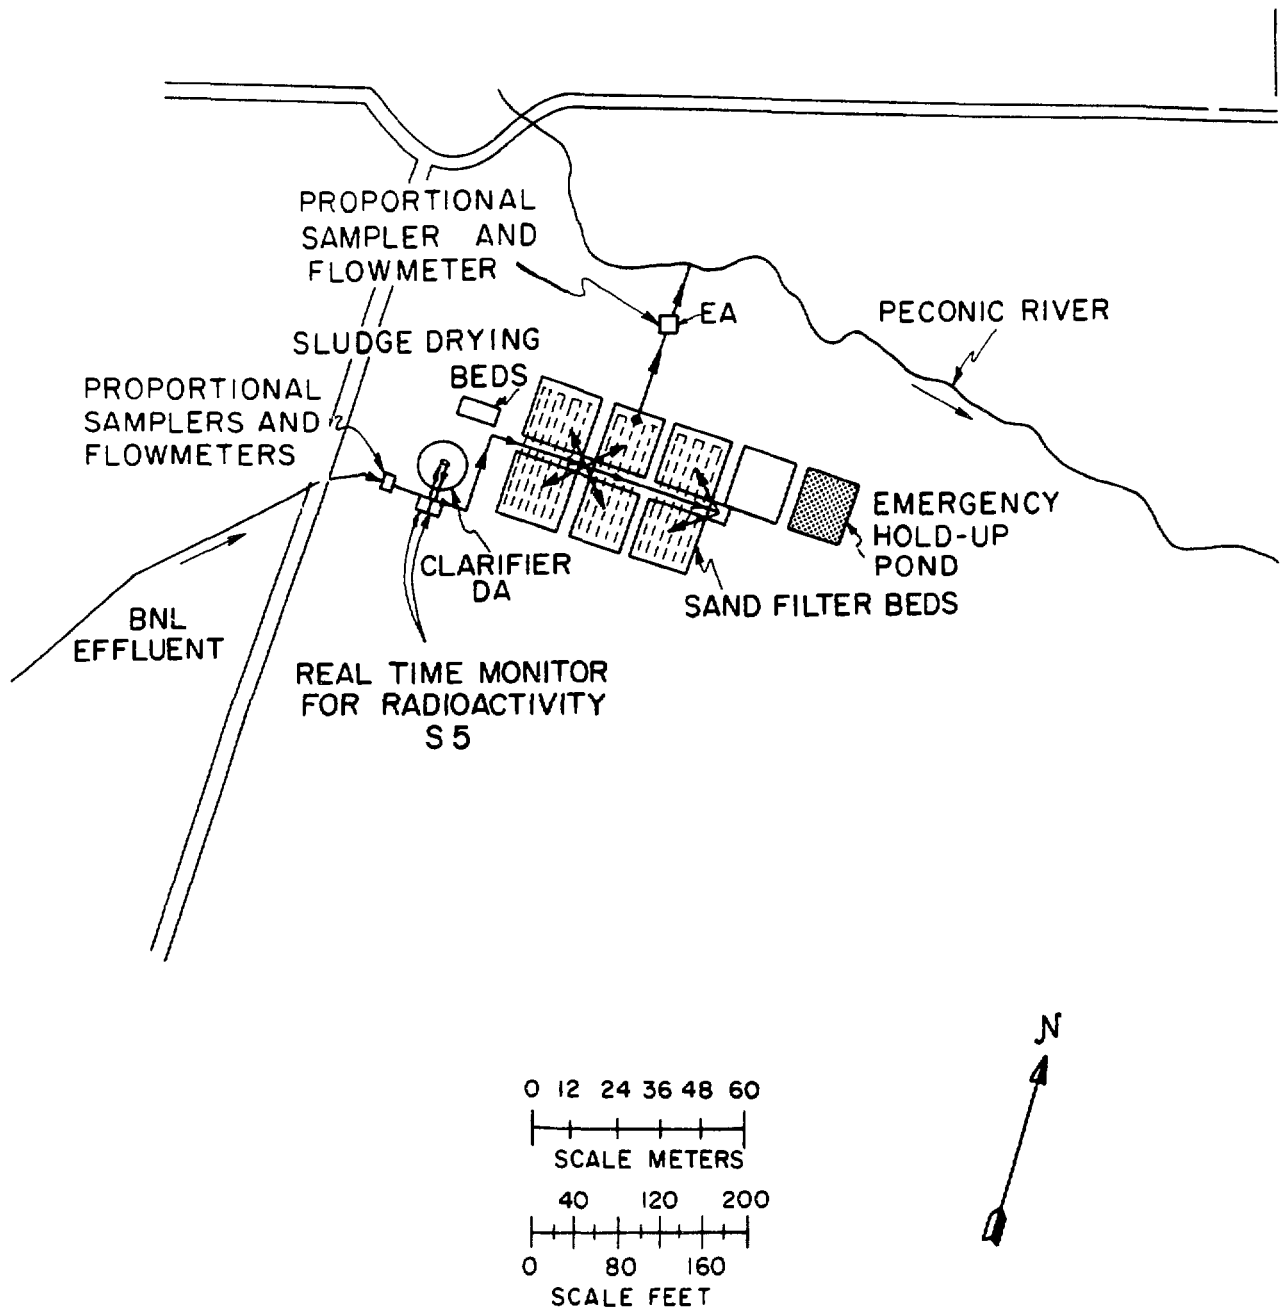 PROPORTIONAL
SAMPLER AND
FLOWMETER
EA
PECONIC RIVER
SLUDGE DRYING
BEDS
PROPORTIONAL
SAMPLERS AND
FLOWMETERS
EMERGENCY
HOLD-UP
POND
CLARIFIER
DA
SAND FILTER BEDS
BNL
EFFLUENT
REAL TIME MONITOR
FOR RADIOACTIVITY
S5
N
0 12 24 36 48 60
SCALE METERS
40 120 200
0 80 160
SCALE FEET